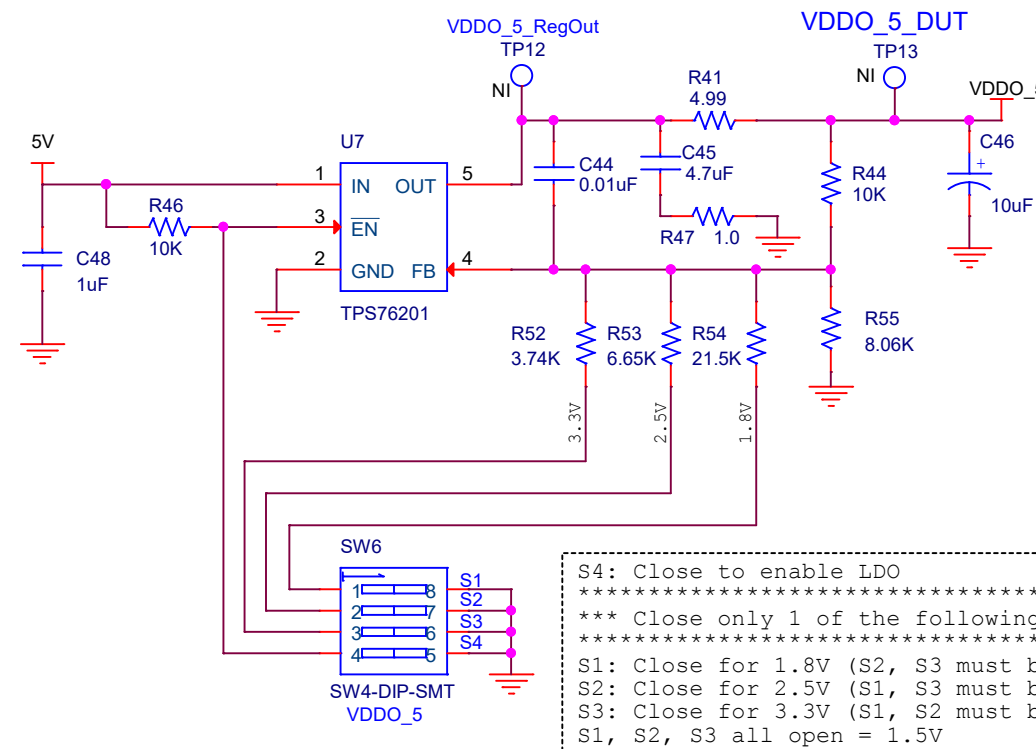 VDDO_5_RegOut
TP12
NI
VDDO_5_DUT
TP13
NI
VDDO_5
R41
4.99
5V
U7
1
IN
OUT
5
3
EN
2
GND
FB
4
TPS76201
R46
10K
C48
1uF
C44
0.01uF
C45
4.7uF
R47
1.0
R44
10K
C46
+
10uF
R52
3.74K
R53
6.65K
R54
21.5K
R55
8.06K
3.3V
2.5V
1.8V
SW6
1
8
S1
2
7
S2
3
6
S3
4
5
S4
SW4-DIP-SMT
VDDO_5
S4: Close to enable LDO
**********************************
*** Close only 1 of the following
**********************************
S1: Close for 1.8V (S2, S3 must b
S2: Close for 2.5V (S1, S3 must b
S3: Close for 3.3V (S1, S2 must b
S1, S2, S3 all open = 1.5V